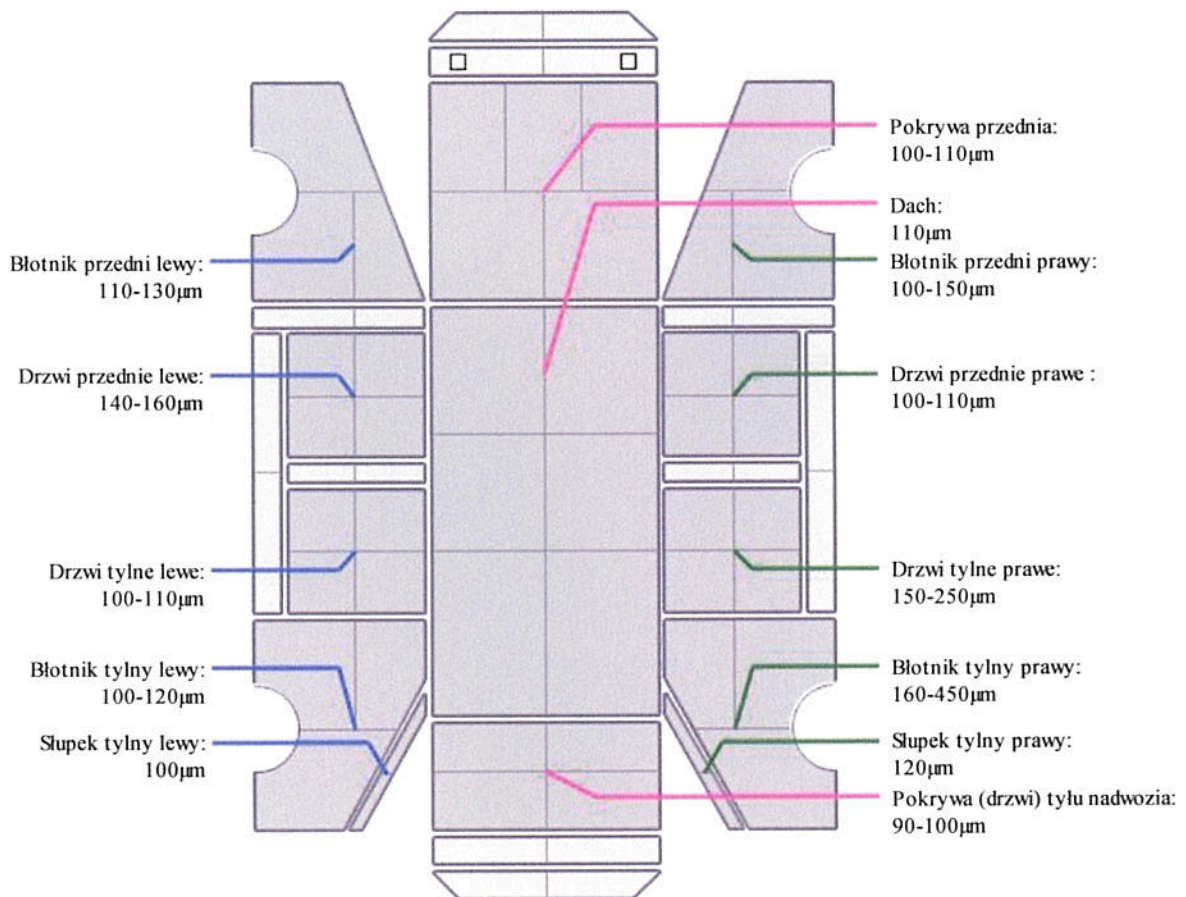 Pokrywa przednia:
100-110µm
Dach:
110µm
Błotnik przedni lewy:
110-130µm
Błotnik przedni prawy:
100-150µm
Drzwi przednie lewe:
140-160µm
Drzwi przednie prawe :
100-110µm
Drzwi tylne lewe:
100-110µm
Drzwi tylne prawe:
150-250µm
Błotnik tylny lewy:
100-120µm
Błotnik tylny prawy:
160-450µm
Słupek tylny lewy:
100µm
Słupek tylny prawy:
120µm
Pokrywa (drzwi) tyłu nadwozia:
90-100µm